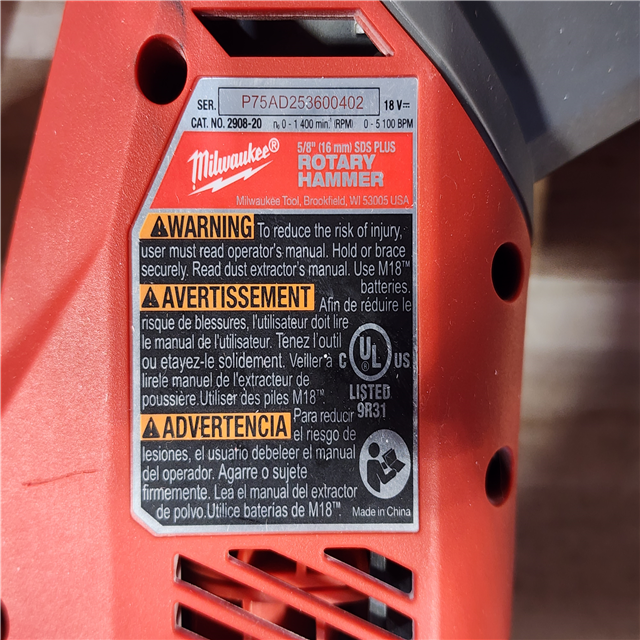 SER. P75AD253600402 18 V⎓
CAT. NO. 2908-20 n₀ 0 - 1 400 min⁻¹ (RPM) 0 - 5 100 BPM
Milwaukee®
5/8" (16 mm) SDS PLUS
ROTARY
HAMMER
Milwaukee Tool, Brookfield, WI 53005 USA
WARNING To reduce the risk of injury,
user must read operator's manual. Hold or brace
securely. Read dust extractor's manual. Use M18™
batteries.
AVERTISSEMENT Afin de réduire le
risque de blessures, l'utilisateur doit lire
le manual de l'utilisateur. Tenez l'outil
ou etayez-le solidement. Veiller à
lirele manuel de l'extracteur de
poussière.Utiliser des piles M18™.
C UL US
LISTED
9R31
ADVERTENCIA Para reducir
el riesgo de
lesiones, el usuario debeleer el manual
del operador. Agarre o sujete
firmemente. Lea el manual del extractor
de polvo.Utilice baterias de M18™.
Made in China